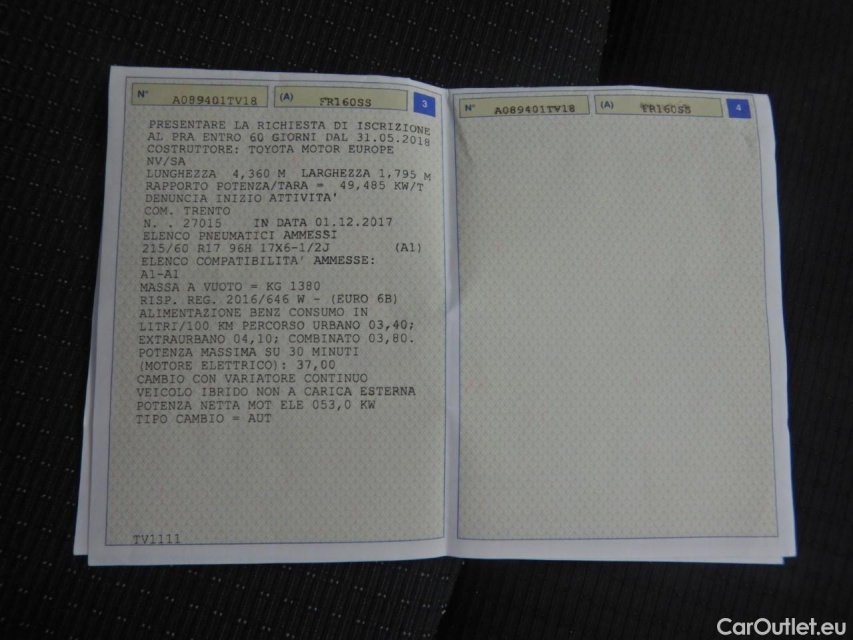 N° A089401TV18 (A) FR160SS 3
PRESENTARE LA RICHIESTA DI ISCRIZIONE
AL PRA ENTRO 60 GIORNI DAL 31.05.2018
COSTRUTTORE: TOYOTA MOTOR EUROPE
NV/SA
LUNGHEZZA 4,360 M LARGHEZZA 1,795 M
RAPPORTO POTENZA/TARA = 49,485 KW/T
DENUNCIA INIZIO ATTIVITA'
COM. TRENTO
N. . 27015 IN DATA 01.12.2017
ELENCO PNEUMATICI AMMESSI
215/60 R17 96H 17X6-1/2J (A1)
ELENCO COMPATIBILITA' AMMESSE:
A1-A1
MASSA A VUOTO = KG 1380
RISP. REG. 2016/646 W - (EURO 6B)
ALIMENTAZIONE BENZ CONSUMO IN
LITRI/100 KM PERCORSO URBANO 03,40;
EXTRAURBANO 04,10; COMBINATO 03,80.
POTENZA MASSIMA SU 30 MINUTI
(MOTORE ELETTRICO): 37,00
CAMBIO CON VARIATORE CONTINUO
VEICOLO IBRIDO NON A CARICA ESTERNA
POTENZA NETTA MOT ELE 053,0 KW
TIPO CAMBIO = AUT
TV1111
N° A089401TV18 (A) FR160SS 4
CarOutlet.eu